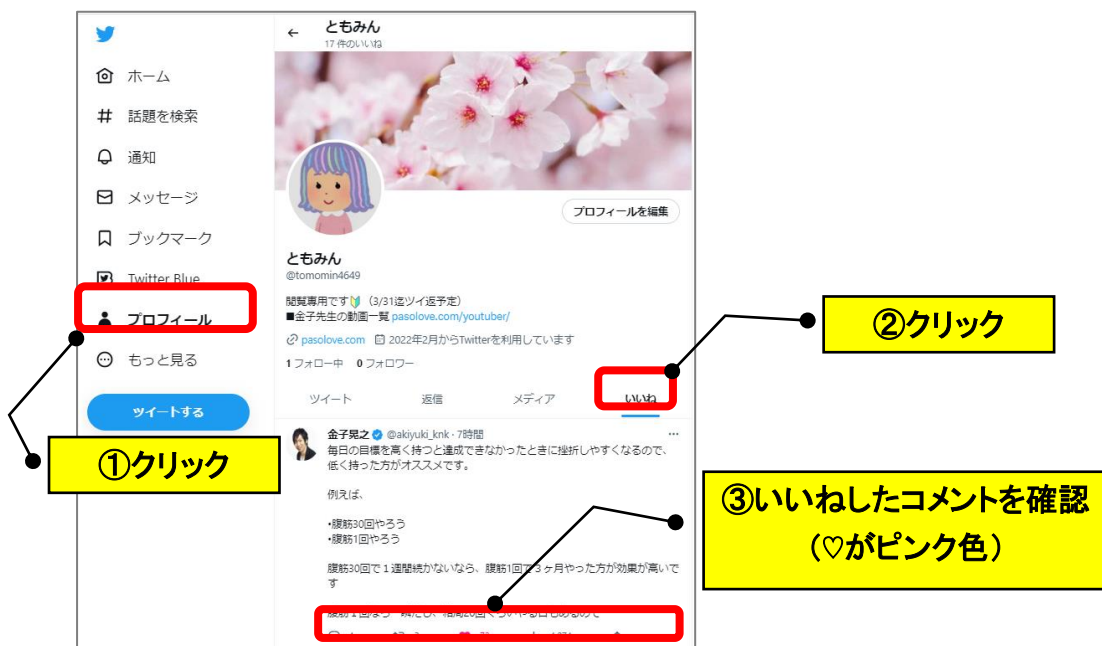 ともみん
17 件のいいね
ホーム
話題を検索
通知
メッセージ
ブックマーク
Twitter Blue
プロフィール
もっと見る
ツイートする
①クリック
プロフィールを編集
ともみん
@tomomin4649
閲覧専用です🔰 （3/31迄ツイ返予定）
■金子先生の動画一覧 pasolove.com/youtuber/
pasolove.com 2022年2月からTwitterを利用しています
1 フォロー中 0 フォロワー
ツイート 返信 メディア いいね
②クリック
金子晃之 @akiyuki_knk · 7時間
毎日の目標を高く持つと達成できなかったときに挫折しやすくなるので、
低く持った方がオススメです。
例えば、
・腹筋30回やろう
・腹筋1回やろう
腹筋30回で１週間続かないなら、腹筋1回で３ヶ月やった方が効果が高いで
す
③いいねしたコメントを確認
（♡がピンク色）